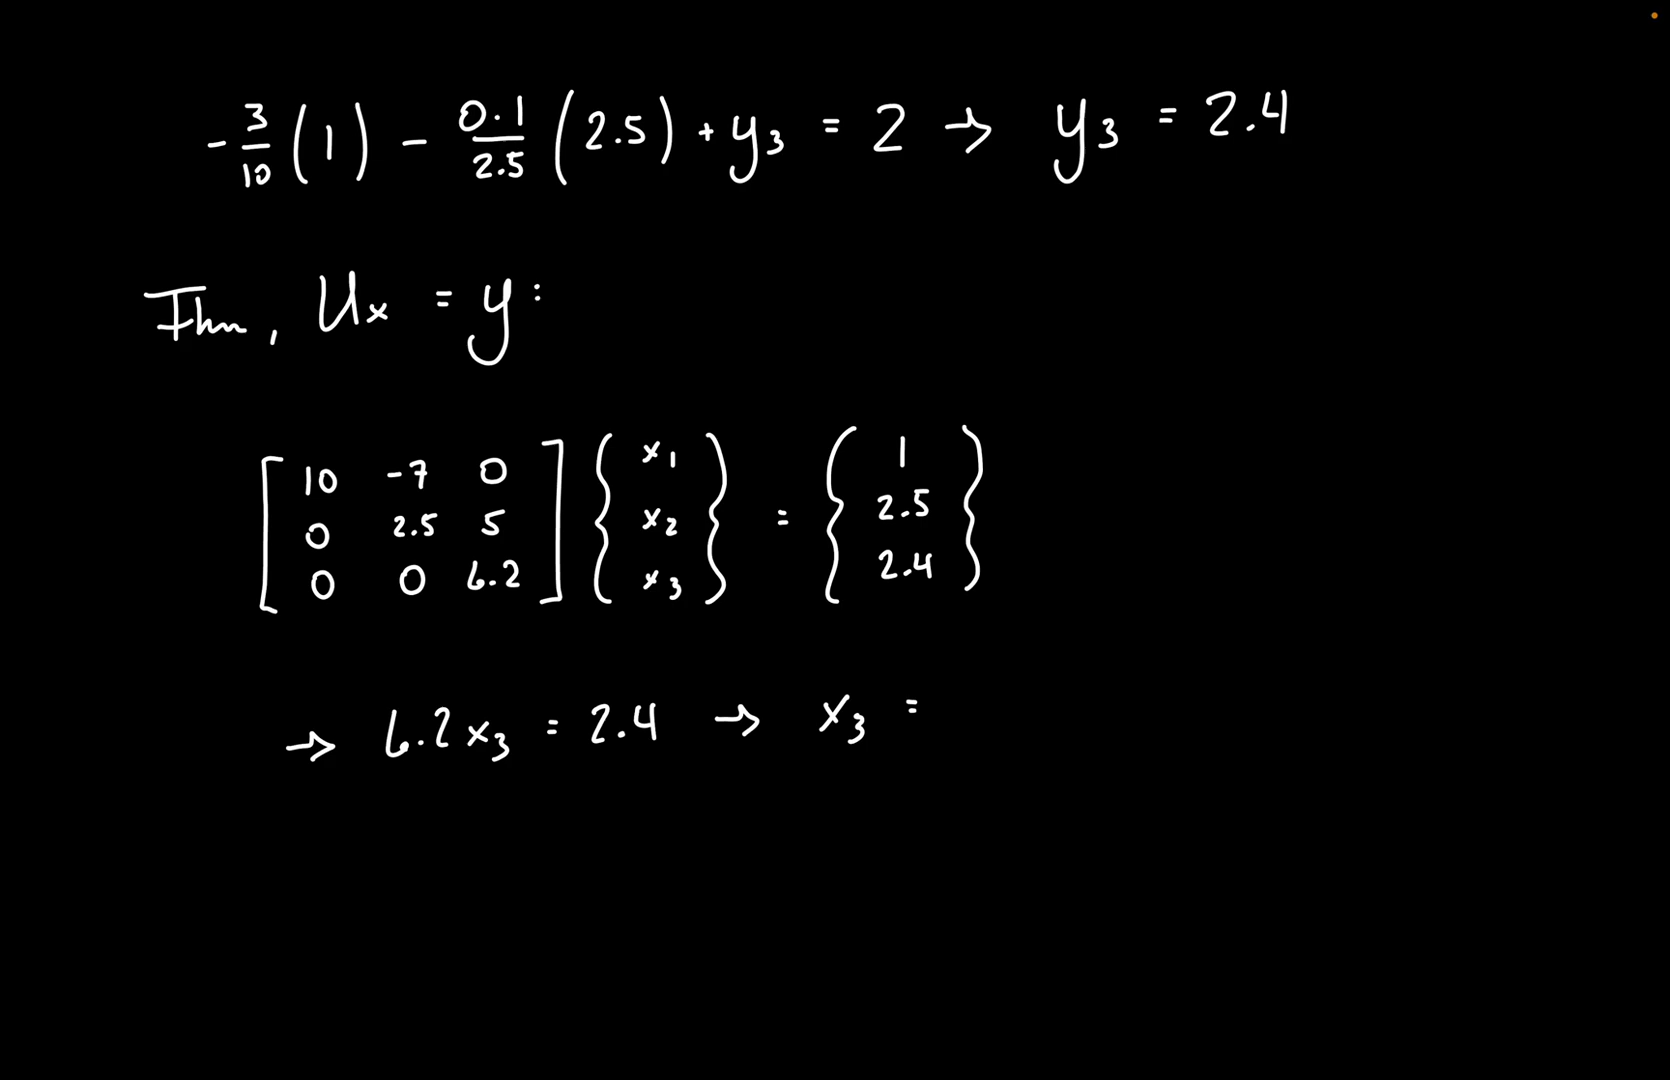 -3/10 (1) - 0.1/2.5 (2.5) + y₃ = 2 → y₃ = 2.4
Then, Ux = y:
[10 -7 0] {x₁} = {1}
[0 2.5 5] {x₂} {2.5}
[0 0 6.2] {x₃} {2.4}
→ 6.2x₃ = 2.4 → x₃ =